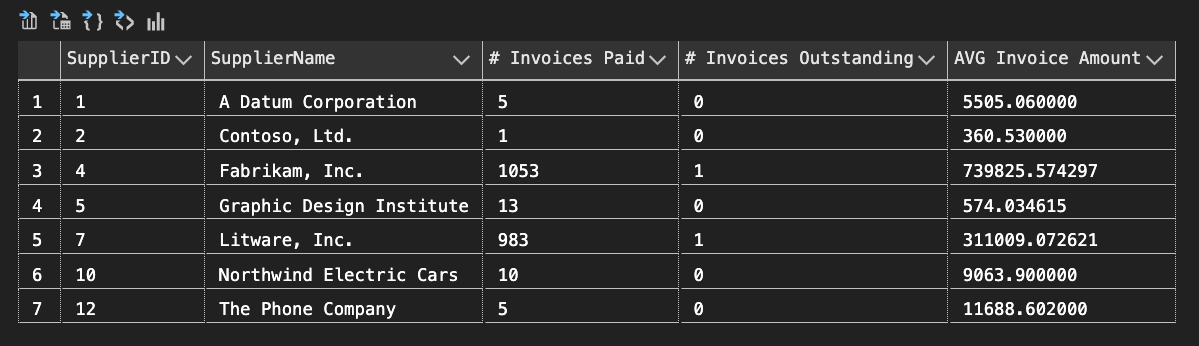 SupplierID SupplierName # Invoices Paid # Invoices Outstanding AVG Invoice Amount
1 1 A Datum Corporation 5 0 5505.060000
2 2 Contoso, Ltd. 1 0 360.530000
3 4 Fabrikam, Inc. 1053 1 739825.574297
4 5 Graphic Design Institute 13 0 574.034615
5 7 Litware, Inc. 983 1 311009.072621
6 10 Northwind Electric Cars 10 0 9063.900000
7 12 The Phone Company 5 0 11688.602000